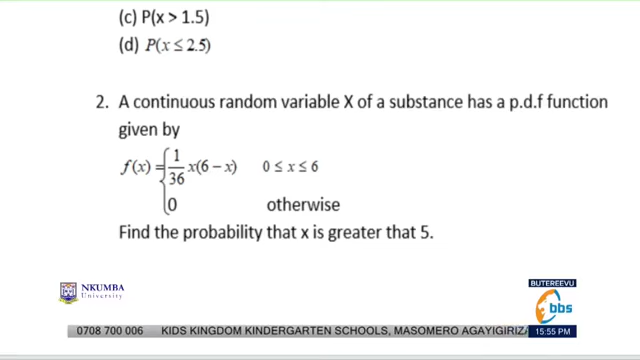 (c) P(x > 1.5)
(d) P(x ≤ 2.5)
2. A continuous random variable X of a substance has a p.d.f function
given by
f(x) = { 1/36 x(6 − x)   0 ≤ x ≤ 6
0   otherwise
Find the probability that x is greater that 5.
NKUMBA
University
BUTEREEVU
bbs
0708 700 006 KIDS KINGDOM KINDERGARTEN SCHOOLS, MASOMERO AGAYIGIRIZA
15:55 PM